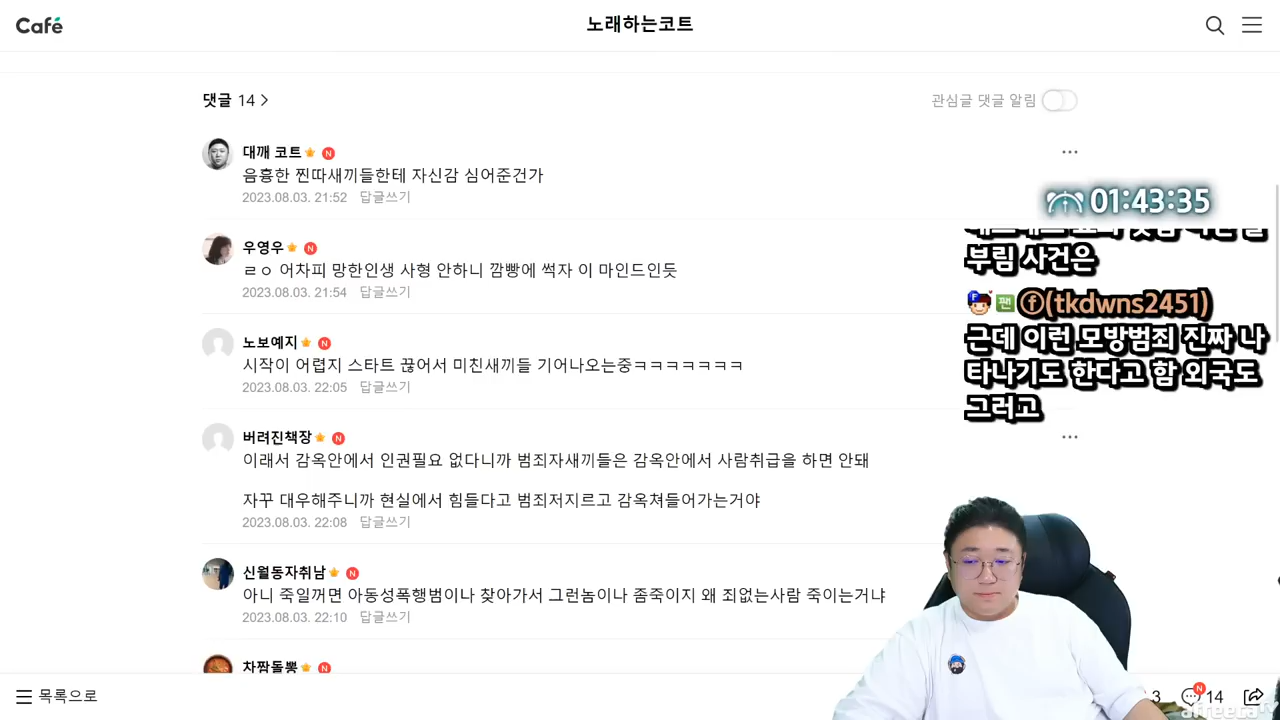 Café
노래하는코트
댓글 14
관심글 댓글 알림
대깨 코트 N
음흉한 찐따새끼들한테 자신감 심어준건가
2023.08.03. 21:52 답글쓰기
01:43:35
우영우 N
ㄹㅇ 어차피 망한인생 사형 안하니 깜빵에 썩자 이 마인드인듯
2023.08.03. 21:54 답글쓰기
부림 사건은
팬 ⓕ(tkdwns2451)
근데 이런 모방범죄 진짜 나
타나기도 한다고 함 외국도
그러고
노보예지 N
시작이 어렵지 스타트 끊어서 미친새끼들 기어나오는중ㅋㅋㅋㅋㅋㅋㅋ
2023.08.03. 22:05 답글쓰기
버려진책장 N
이래서 감옥안에서 인권필요 없다니까 범죄자새끼들은 감옥안에서 사람취급을 하면 안돼
자꾸 대우해주니까 현실에서 힘들다고 범죄저지르고 감옥쳐들어가는거야
2023.08.03. 22:08 답글쓰기
신월동자취남 N
아니 죽일꺼면 아동성폭행범이나 찾아가서 그런놈이나 좀죽이지 왜 죄없는사람 죽이는거냐
2023.08.03. 22:10 답글쓰기
차짬돌뽕 N
목록으로
3 N 14
afreecaTV